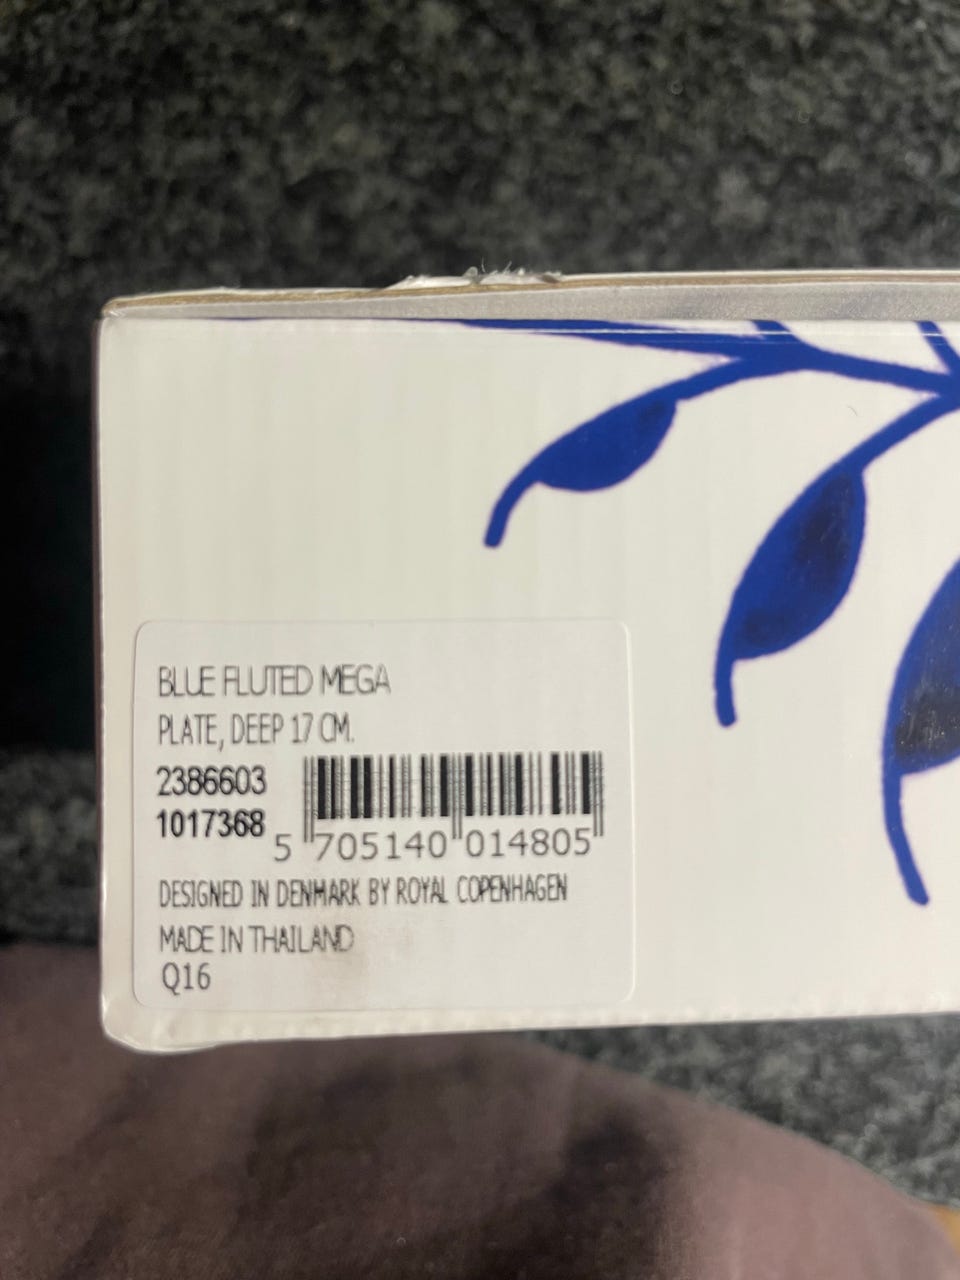 BLUE FLUTED MEGA
PLATE, DEEP 17 CM.
2386603
1017368
5 705140 014805
DESIGNED IN DENMARK BY ROYAL COPENHAGEN
MADE IN THAILAND
Q16